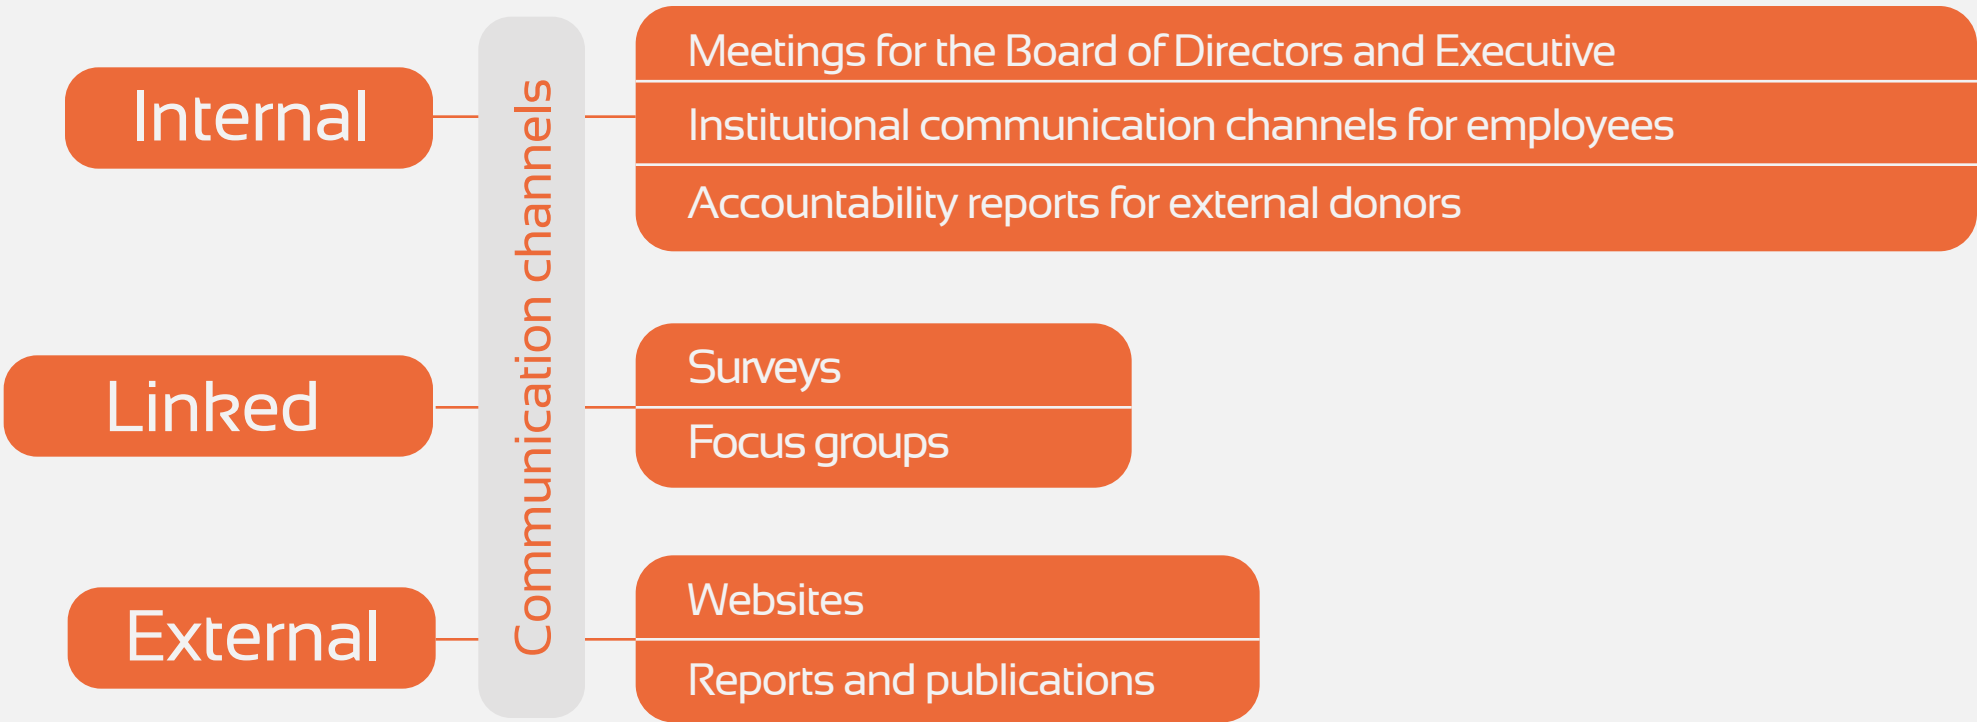 Internal
Communication channels
Meetings for the Board of Directors and Executive
Institutional communication channels for employees
Accountability reports for external donors
Linked
Surveys
Focus groups
External
Websites
Reports and publications